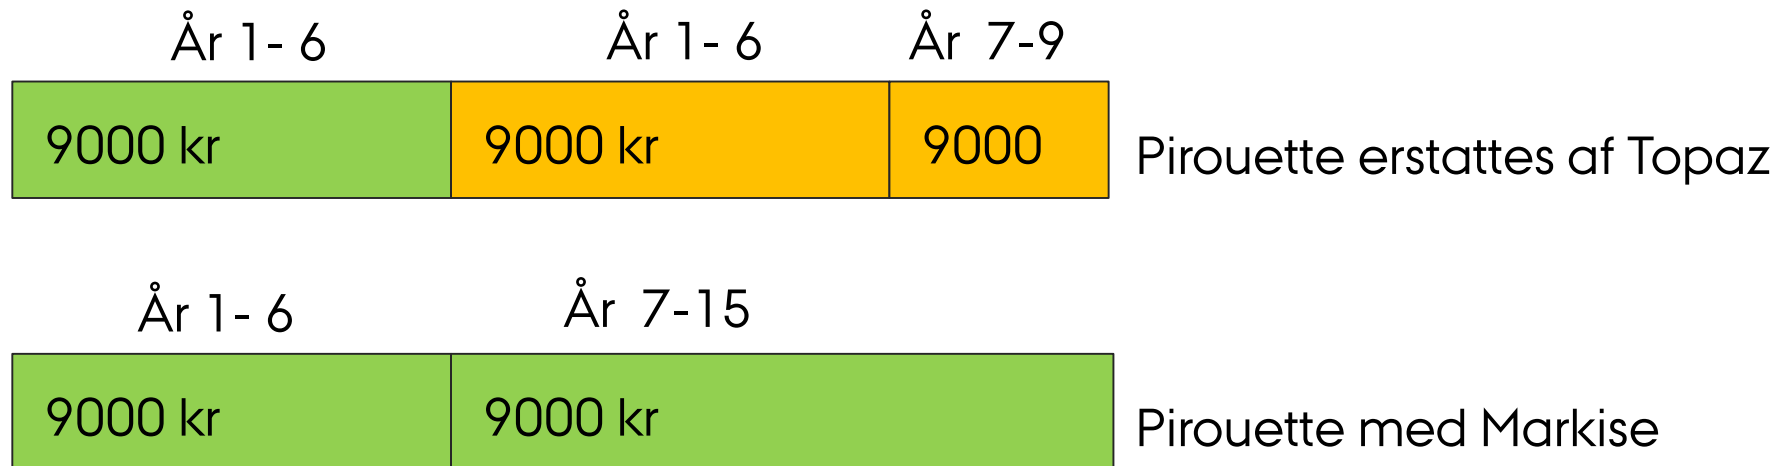 År 1- 6 År 1- 6 År 7-9
9000 kr 9000 kr 9000 Pirouette erstattes af Topaz
År 1- 6 År 7-15
9000 kr 9000 kr Pirouette med Markise